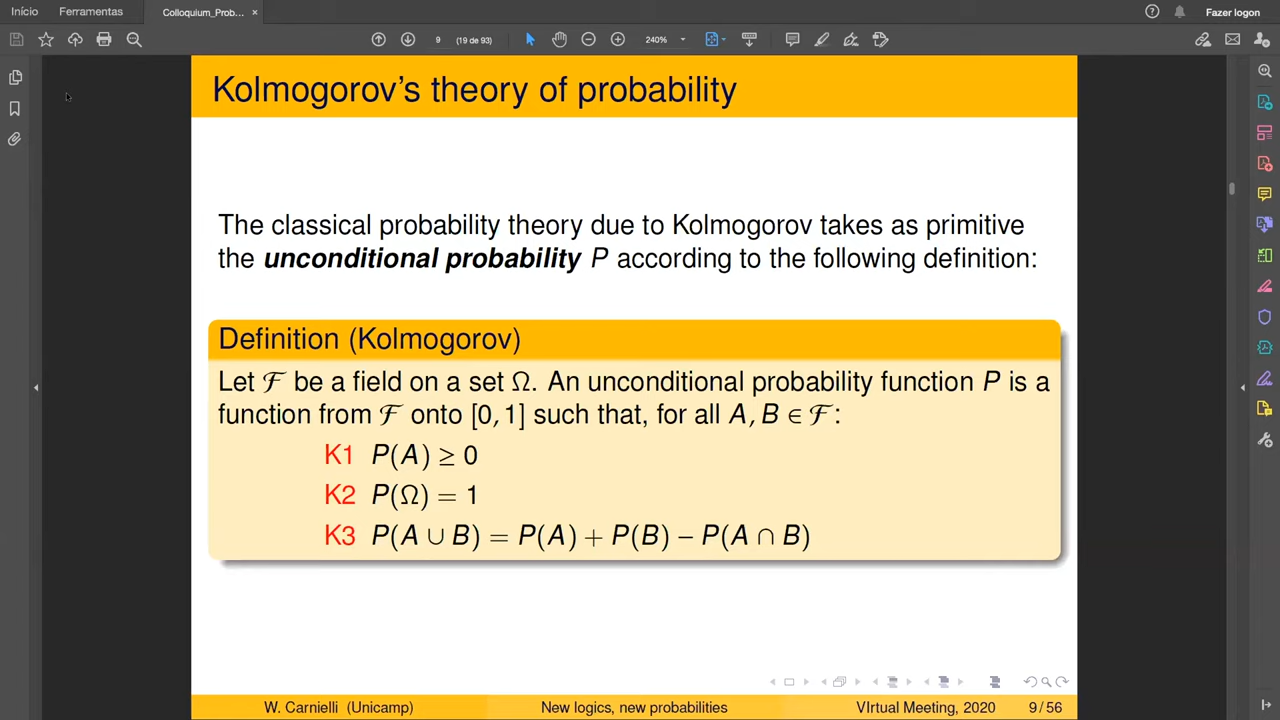 Início Ferramentas Colloquium_Prob... × Fazer logon
9 (19 de 93) 240%
Kolmogorov's theory of probability
The classical probability theory due to Kolmogorov takes as primitive
the unconditional probability P according to the following definition:
Definition (Kolmogorov)
Let ℱ be a field on a set Ω. An unconditional probability function P is a
function from ℱ onto [0, 1] such that, for all A, B ∈ ℱ:
K1 P(A) ≥ 0
K2 P(Ω) = 1
K3 P(A ∪ B) = P(A) + P(B) − P(A ∩ B)
W. Carnielli (Unicamp) New logics, new probabilities VIrtual Meeting, 2020 9 / 56